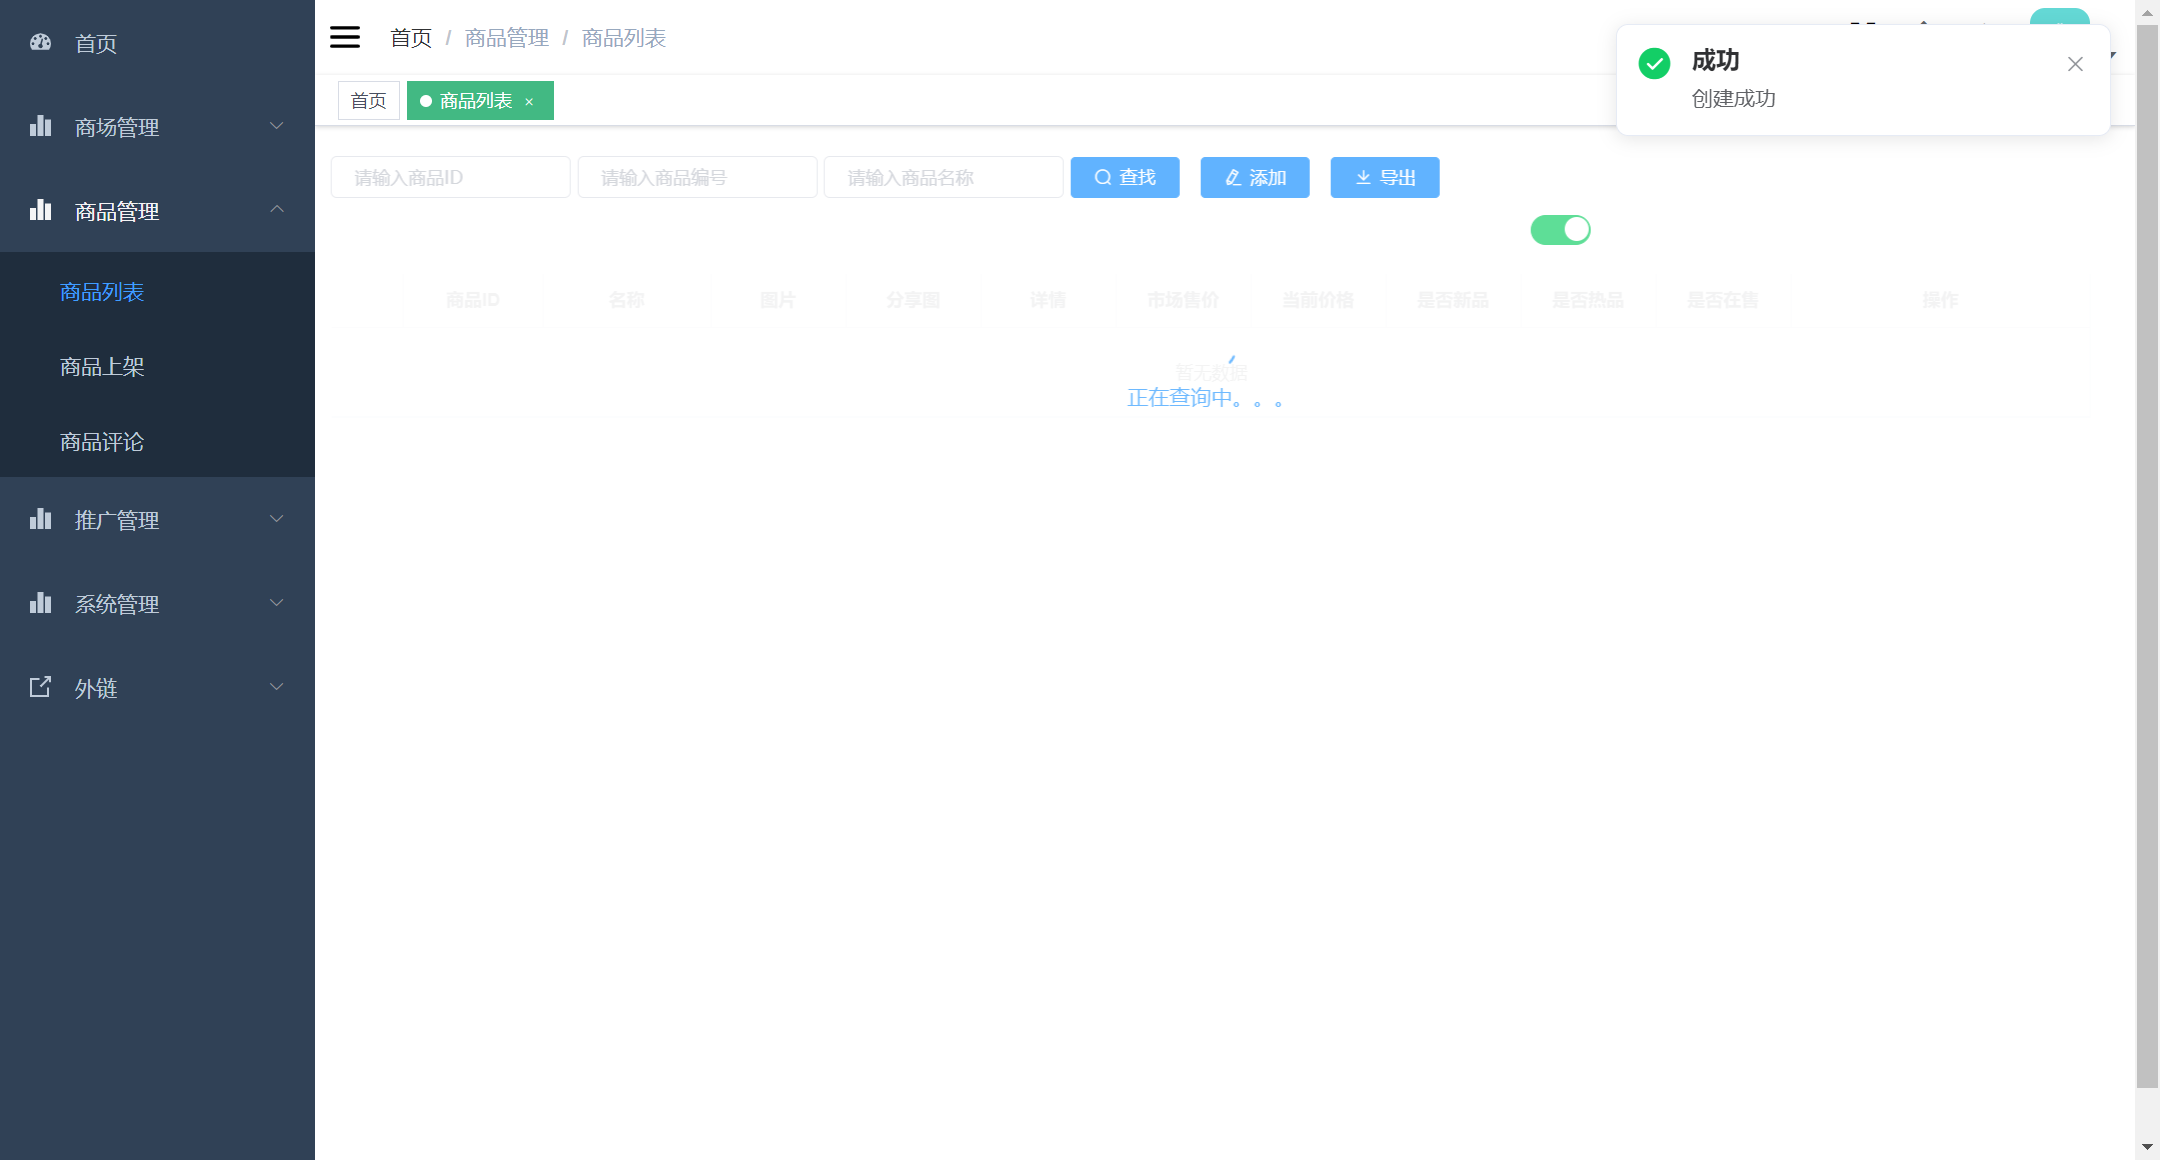 首页
商场管理
商品管理
商品列表
商品上架
商品评论
推广管理
系统管理
外链
首页 / 商品管理 / 商品列表
首页 商品列表 ×
成功
创建成功
请输入商品ID 请输入商品编号 请输入商品名称 查找 添加 导出
商品ID 名称 图片 分享图 详情 市场售价 当前价格 是否新品 是否热品 是否在售 操作
暂无数据
正在查询中。。。